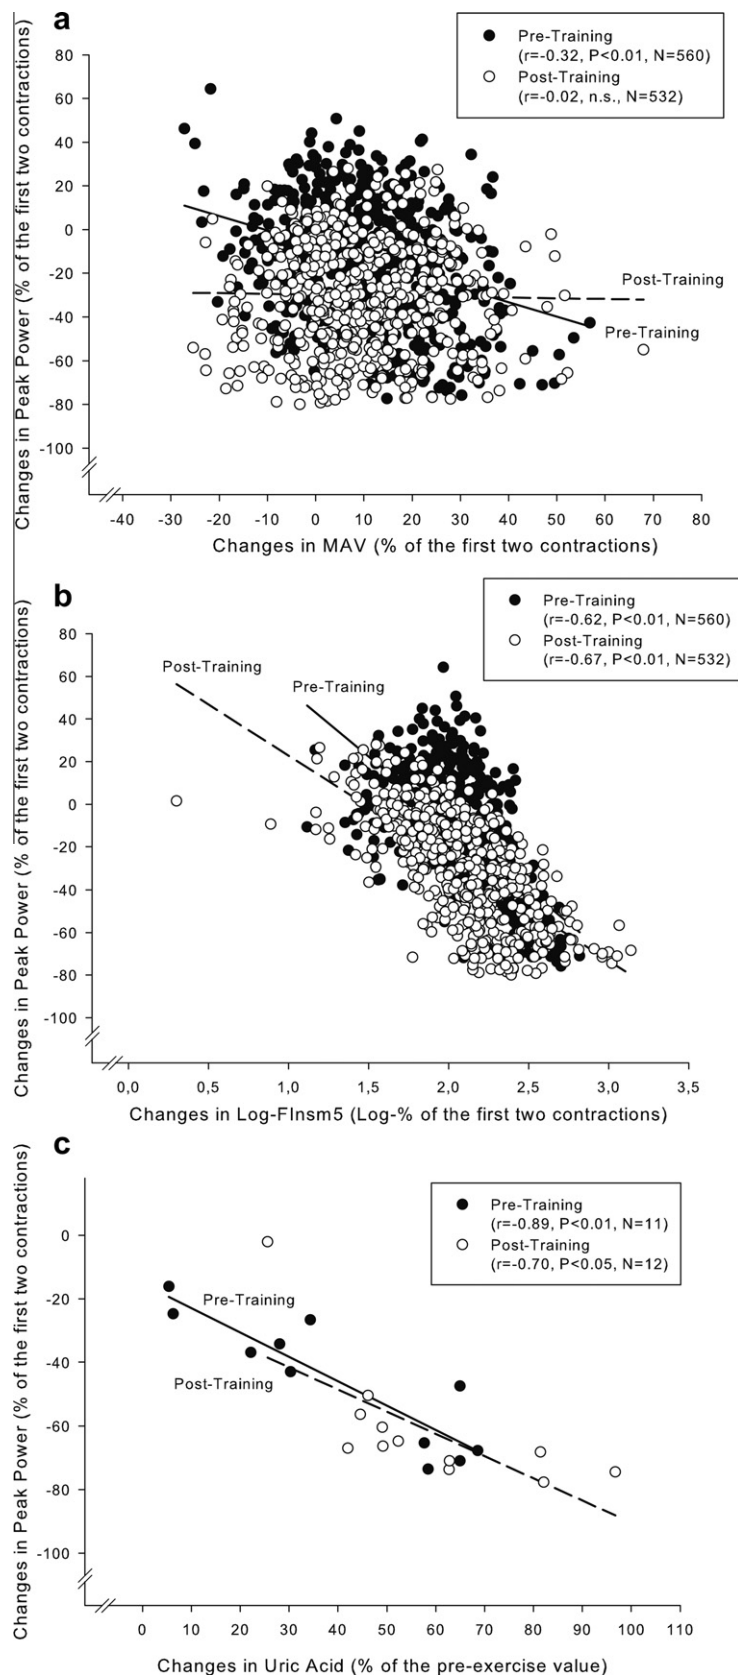 a
Pre-Training
(r=-0.32, P<0.01, N=560)
Post-Training
(r=-0.02, n.s., N=532)
80
60
40
20
0
-20
-40
-60
-80
-100
Changes in Peak Power (% of the first two contractions)
Post-Training
Pre-Training
-40 -30 -20 -10 0 10 20 30 40 50 60 70 80
Changes in MAV (% of the first two contractions)
b
Pre-Training
(r=-0.62, P<0.01, N=560)
Post-Training
(r=-0.67, P<0.01, N=532)
80
60
40
20
0
-20
-40
-60
-80
-100
Changes in Peak Power (% of the first two contractions)
Post-Training
Pre-Training
0,0 0,5 1,0 1,5 2,0 2,5 3,0 3,5
Changes in Log-FInsm5 (Log-% of the first two contractions)
c
Pre-Training
(r=-0.89, P<0.01, N=11)
Post-Training
(r=-0.70, P<0.05, N=12)
0
-20
-40
-60
-80
-100
Changes in Peak Power (% of the first two contractions)
Pre-Training
Post-Training
0 10 20 30 40 50 60 70 80 90 100 110
Changes in Uric Acid (% of the pre-exercise value)